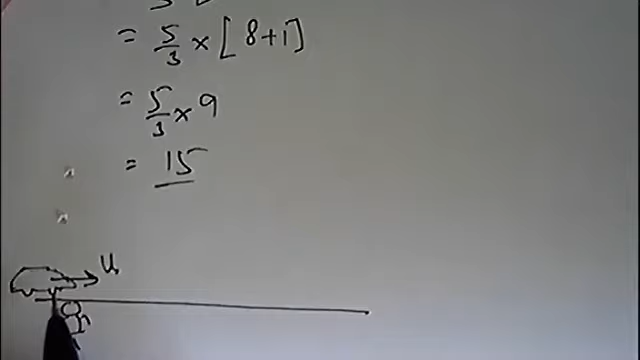 = 5/3 × [8+1]
= 5/3 × 9
= 15
u